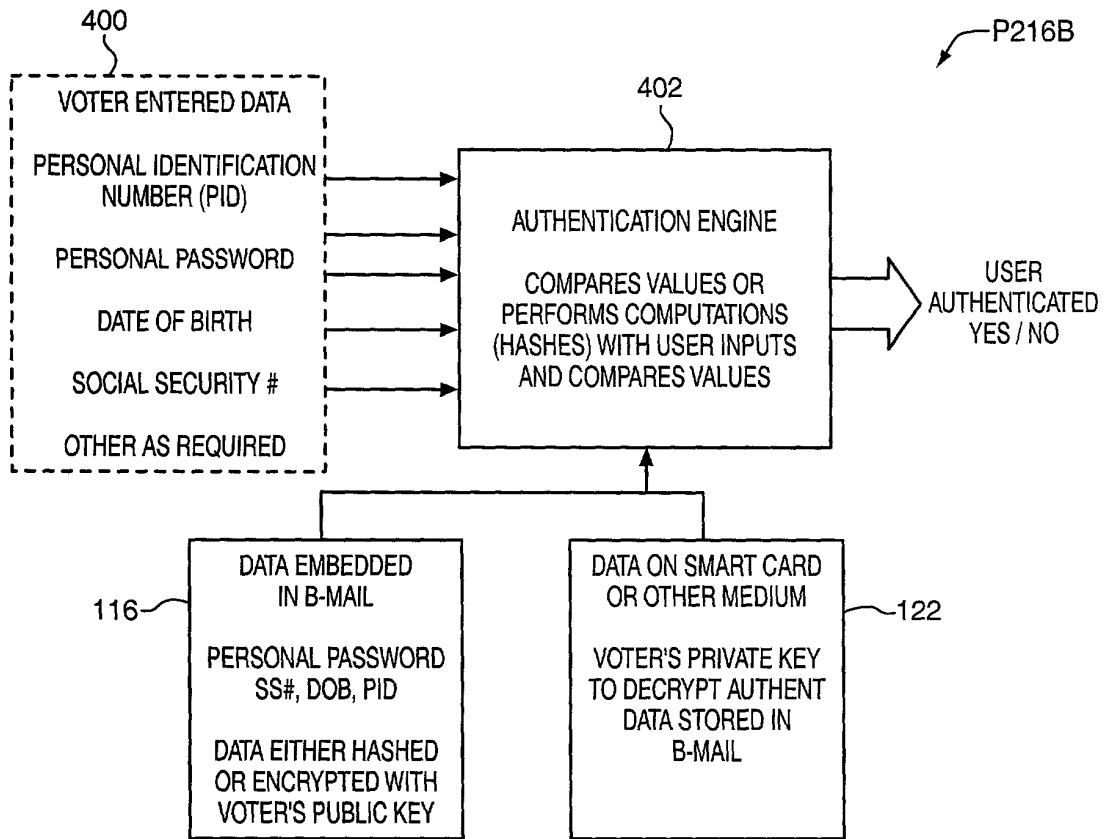 400
P216B
VOTER ENTERED DATA
PERSONAL IDENTIFICATION
NUMBER (PID)
PERSONAL PASSWORD
DATE OF BIRTH
SOCIAL SECURITY #
OTHER AS REQUIRED
402
AUTHENTICATION ENGINE
COMPARES VALUES OR
PERFORMS COMPUTATIONS
(HASHES) WITH USER INPUTS
AND COMPARES VALUES
USER
AUTHENTICATED
YES / NO
116
DATA EMBEDDED
IN B-MAIL
PERSONAL PASSWORD
SS#, DOB, PID
DATA EITHER HASHED
OR ENCRYPTED WITH
VOTER'S PUBLIC KEY
DATA ON SMART CARD
OR OTHER MEDIUM
VOTER'S PRIVATE KEY
TO DECRYPT AUTHENT
DATA STORED IN
B-MAIL
122